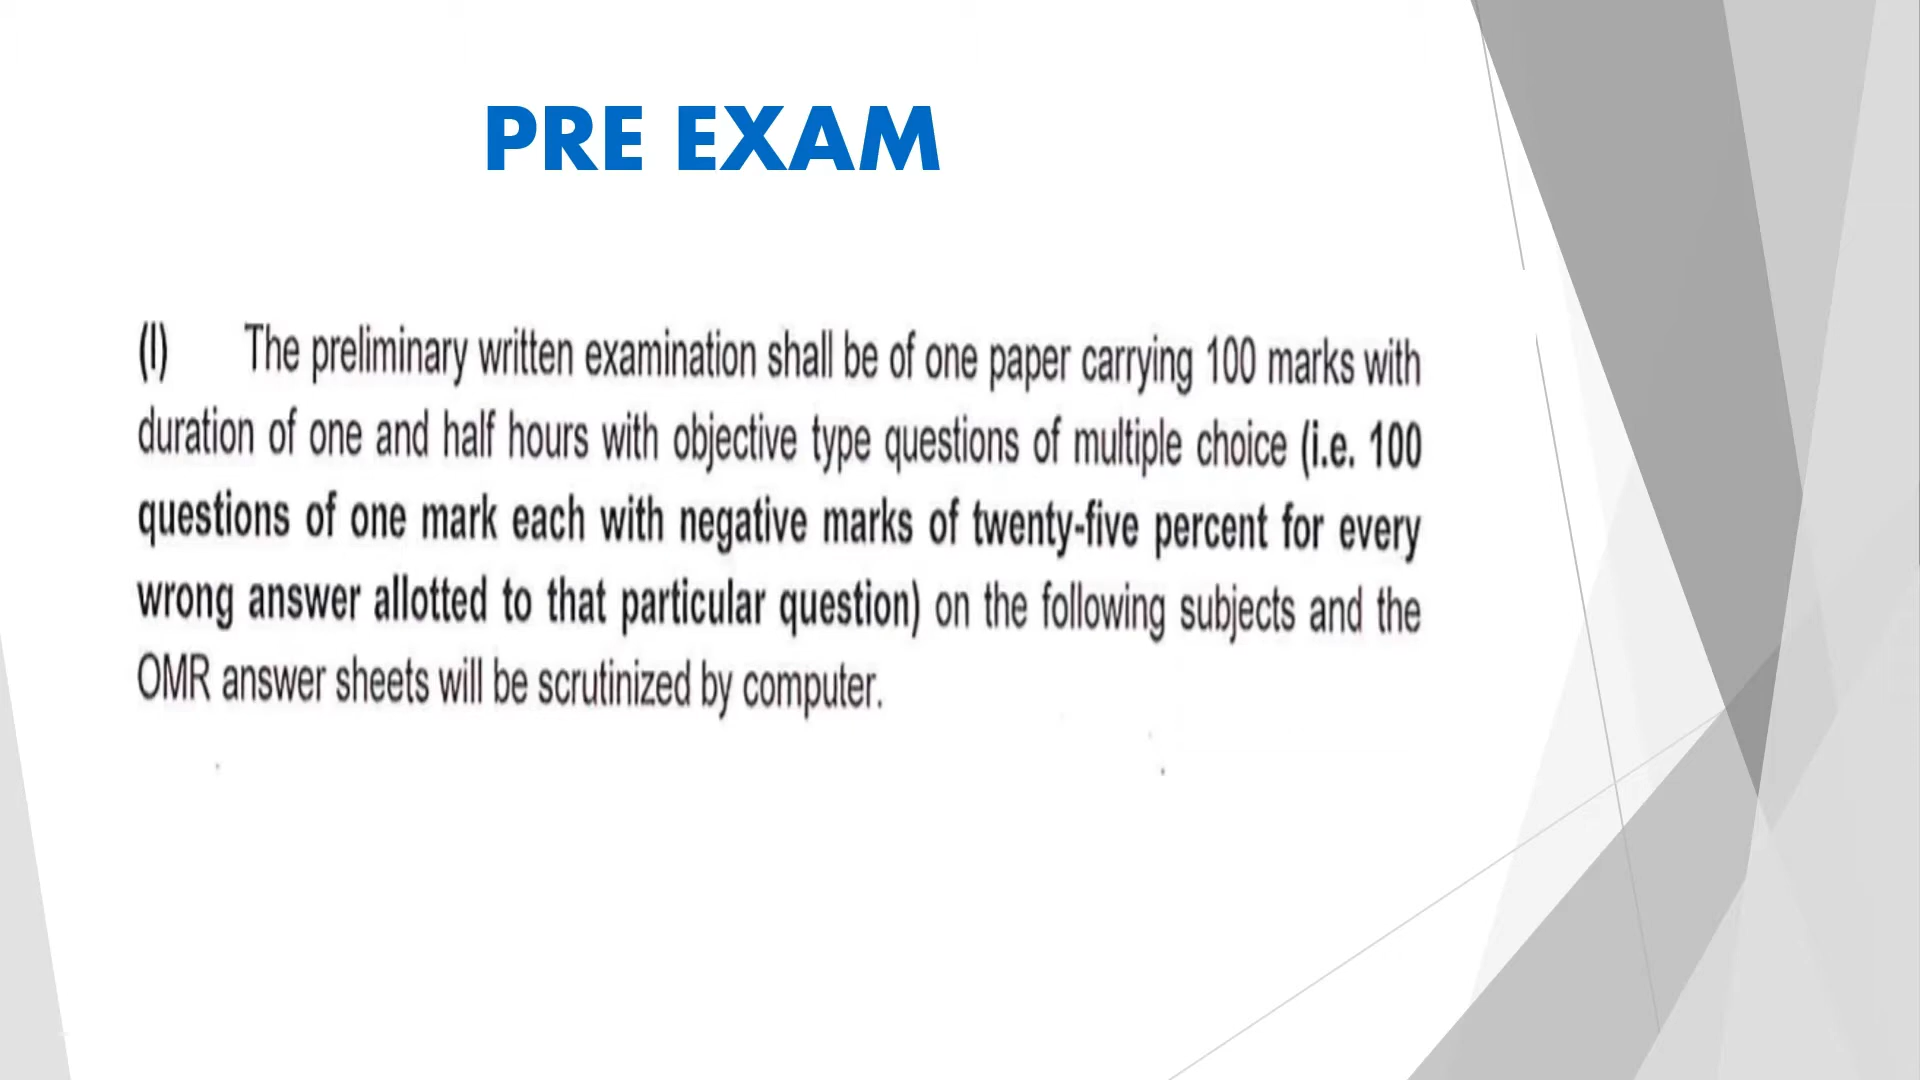 PRE EXAM
(I) The preliminary written examination shall be of one paper carrying 100 marks with
duration of one and half hours with objective type questions of multiple choice (i.e. 100
questions of one mark each with negative marks of twenty-five percent for every
wrong answer allotted to that particular question) on the following subjects and the
OMR answer sheets will be scrutinized by computer.